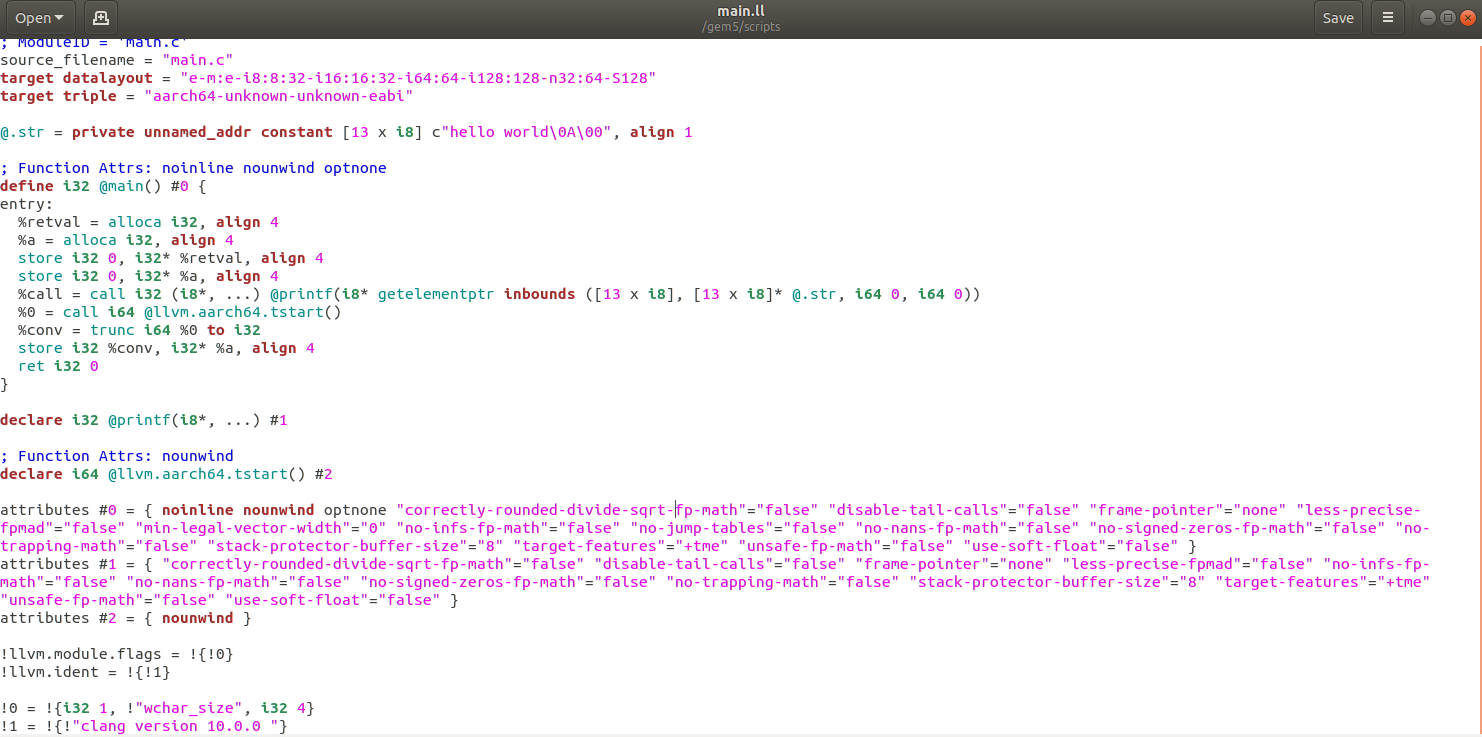 Open
main.ll
/gem5/scripts
Save
; ModuleID = 'main.c'
source_filename = "main.c"
target datalayout = "e-m:e-i8:8:32-i16:16:32-i64:64-i128:128-n32:64-S128"
target triple = "aarch64-unknown-unknown-eabi"
@.str = private unnamed_addr constant [13 x i8] c"hello world\0A\00", align 1
; Function Attrs: noinline nounwind optnone
define i32 @main() #0 {
entry:
  %retval = alloca i32, align 4
  %a = alloca i32, align 4
  store i32 0, i32* %retval, align 4
  store i32 0, i32* %a, align 4
  %call = call i32 (i8*, ...) @printf(i8* getelementptr inbounds ([13 x i8], [13 x i8]* @.str, i64 0, i64 0))
  %0 = call i64 @llvm.aarch64.tstart()
  %conv = trunc i64 %0 to i32
  store i32 %conv, i32* %a, align 4
  ret i32 0
}
declare i32 @printf(i8*, ...) #1
; Function Attrs: nounwind
declare i64 @llvm.aarch64.tstart() #2
attributes #0 = { noinline nounwind optnone "correctly-rounded-divide-sqrt-fp-math"="false" "disable-tail-calls"="false" "frame-pointer"="none" "less-precise-
fpmad"="false" "min-legal-vector-width"="0" "no-infs-fp-math"="false" "no-jump-tables"="false" "no-nans-fp-math"="false" "no-signed-zeros-fp-math"="false" "no-
trapping-math"="false" "stack-protector-buffer-size"="8" "target-features"="+tme" "unsafe-fp-math"="false" "use-soft-float"="false" }
attributes #1 = { "correctly-rounded-divide-sqrt-fp-math"="false" "disable-tail-calls"="false" "frame-pointer"="none" "less-precise-fpmad"="false" "no-infs-fp-
math"="false" "no-nans-fp-math"="false" "no-signed-zeros-fp-math"="false" "no-trapping-math"="false" "stack-protector-buffer-size"="8" "target-features"="+tme"
"unsafe-fp-math"="false" "use-soft-float"="false" }
attributes #2 = { nounwind }
!llvm.module.flags = !{!0}
!llvm.ident = !{!1}
!0 = !{i32 1, !"wchar_size", i32 4}
!1 = !{!"clang version 10.0.0 "}